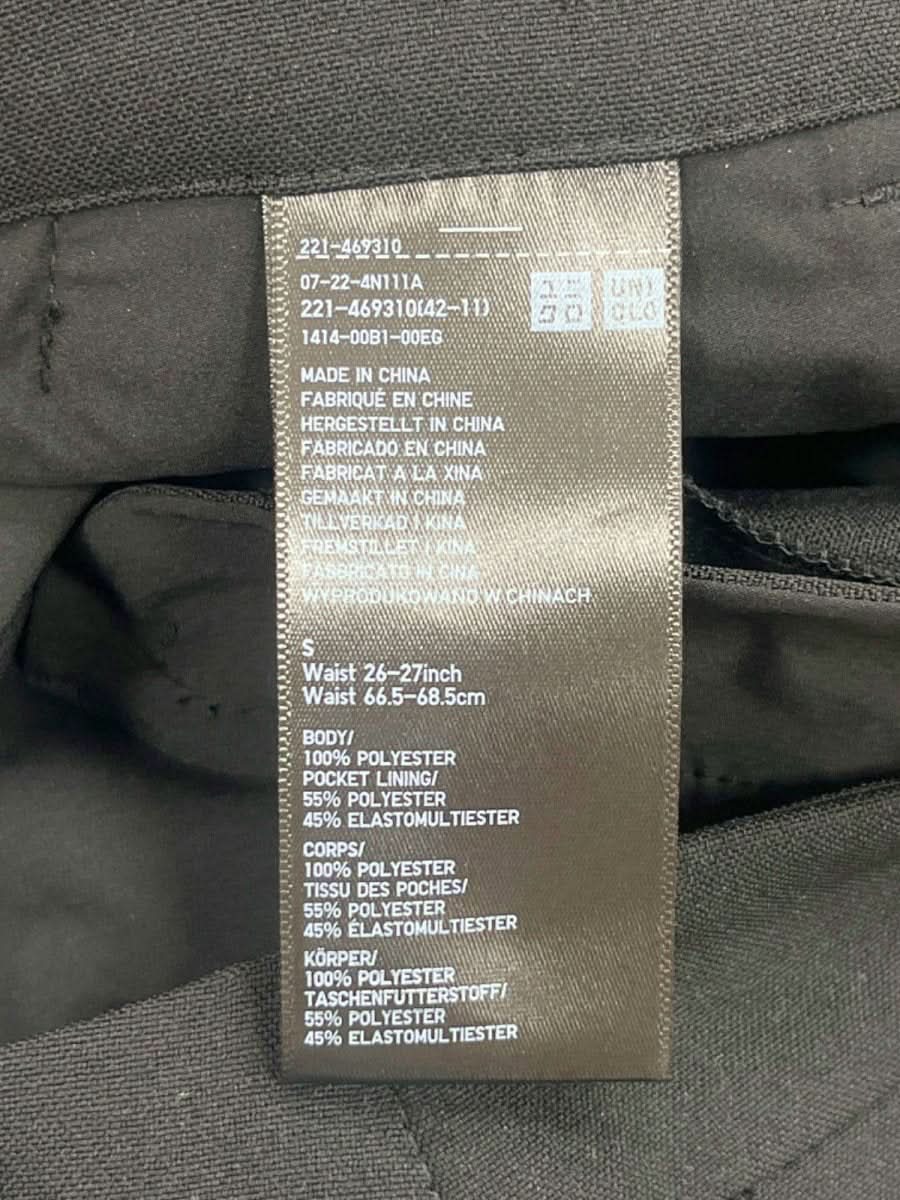 221-469310
07-22-4N111A
221-469310(42-11)
1414-00B1-00EG
ユニ
クロ
UNI
QLO
MADE IN CHINA
FABRIQUÉ EN CHINE
HERGESTELLT IN CHINA
FABRICADO EN CHINA
FABRICAT A LA XINA
GEMAAKT IN CHINA
TILLVERKAD I KINA
FREMSTILLET I KINA
FABBRICATO IN CINA
WYPRODUKOWANO W CHINACH
S
Waist 26-27inch
Waist 66.5-68.5cm
BODY/
100% POLYESTER
POCKET LINING/
55% POLYESTER
45% ELASTOMULTIESTER
CORPS/
100% POLYESTER
TISSU DES POCHES/
55% POLYESTER
45% ÉLASTOMULTIESTER
KÖRPER/
100% POLYESTER
TASCHENFUTTERSTOFF/
55% POLYESTER
45% ELASTOMULTIESTER